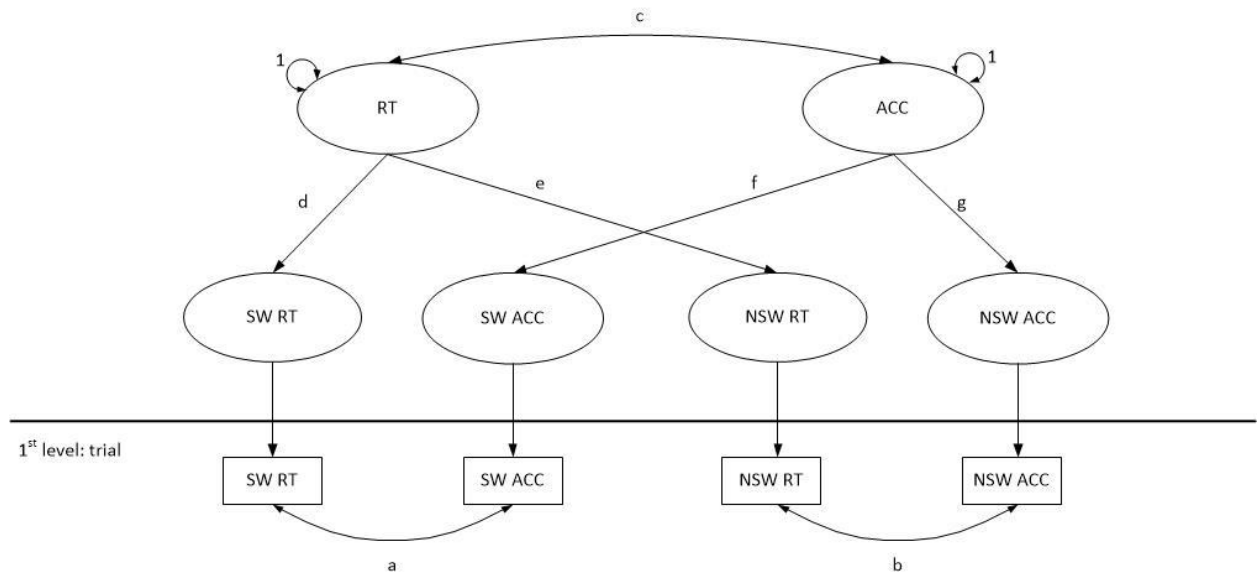 c
1
1
RT
ACC
d
e
f
g
SW RT
SW ACC
NSW RT
NSW ACC
1st level: trial
SW RT
SW ACC
NSW RT
NSW ACC
a
b